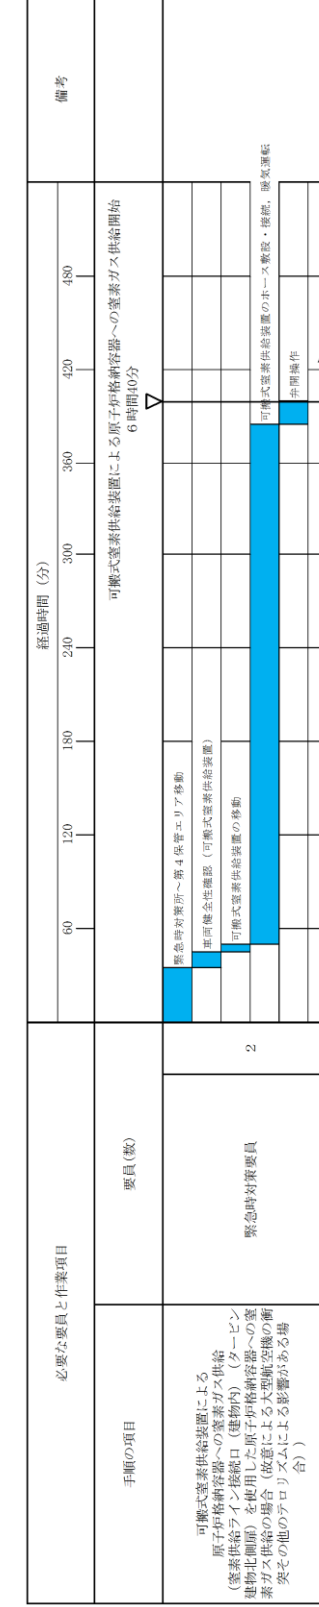 必要な要員と作業項目
経過時間（分）
備考
手順の項目
要員(数)
60
120
180
240
300
360
420
480
可搬式窒素供給装置による原子炉格納容器への窒素ガス供給開始
6時間40分
可搬式窒素供給装置による
原子炉格納容器への窒素ガス供給
（窒素供給ライン接続口（建物内）（タービン
建物北側扉）を使用した原子炉格納容器への窒
素ガス供給の場合（故意による大型航空機の衝
突その他のテロリズムによる影響がある場
合））
緊急時対策要員
2
緊急時対策所～第４保管エリア移動
車両健全性確認（可搬式窒素供給装置）
可搬式窒素供給装置の移動
可搬式窒素供給装置のホース敷設・接続，暖気運転
弁開操作